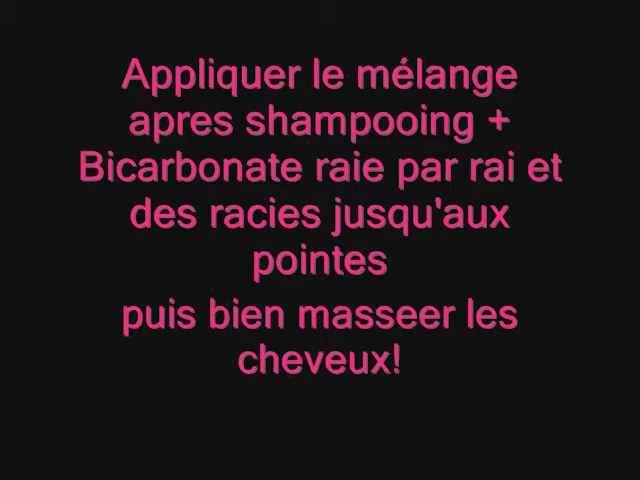 Appliquer le mélange
apres shampooing +
Bicarbonate raie par rai et
des racies jusqu'aux
pointes
puis bien masseer les
cheveux!